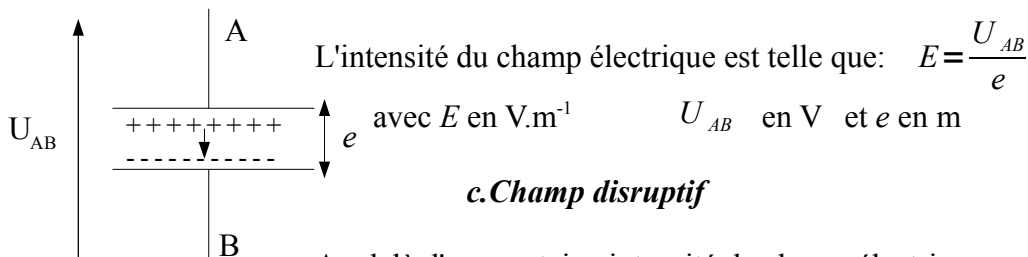 A
L'intensité du champ électrique est telle que: E = U_AB / e
avec E en V.m⁻¹ U_AB en V et e en m
U_AB
+ + + + + + + +
e
- - - - - - - - - -
c.Champ disruptif
B